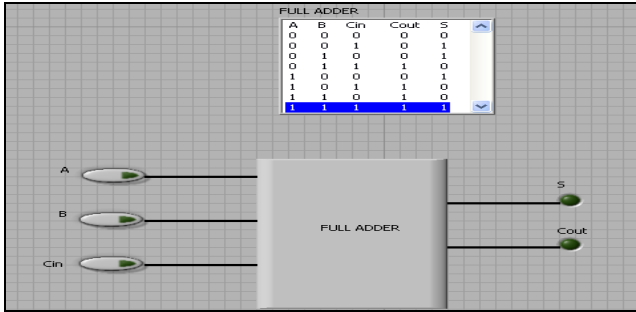 FULL ADDER
A B Cin Cout S
0 0 0 0 0
0 0 1 0 1
0 1 0 0 1
0 1 1 1 0
1 0 0 0 1
1 0 1 1 0
1 1 0 1 0
1 1 1 1 1
A
S
B
FULL ADDER
Cout
Cin